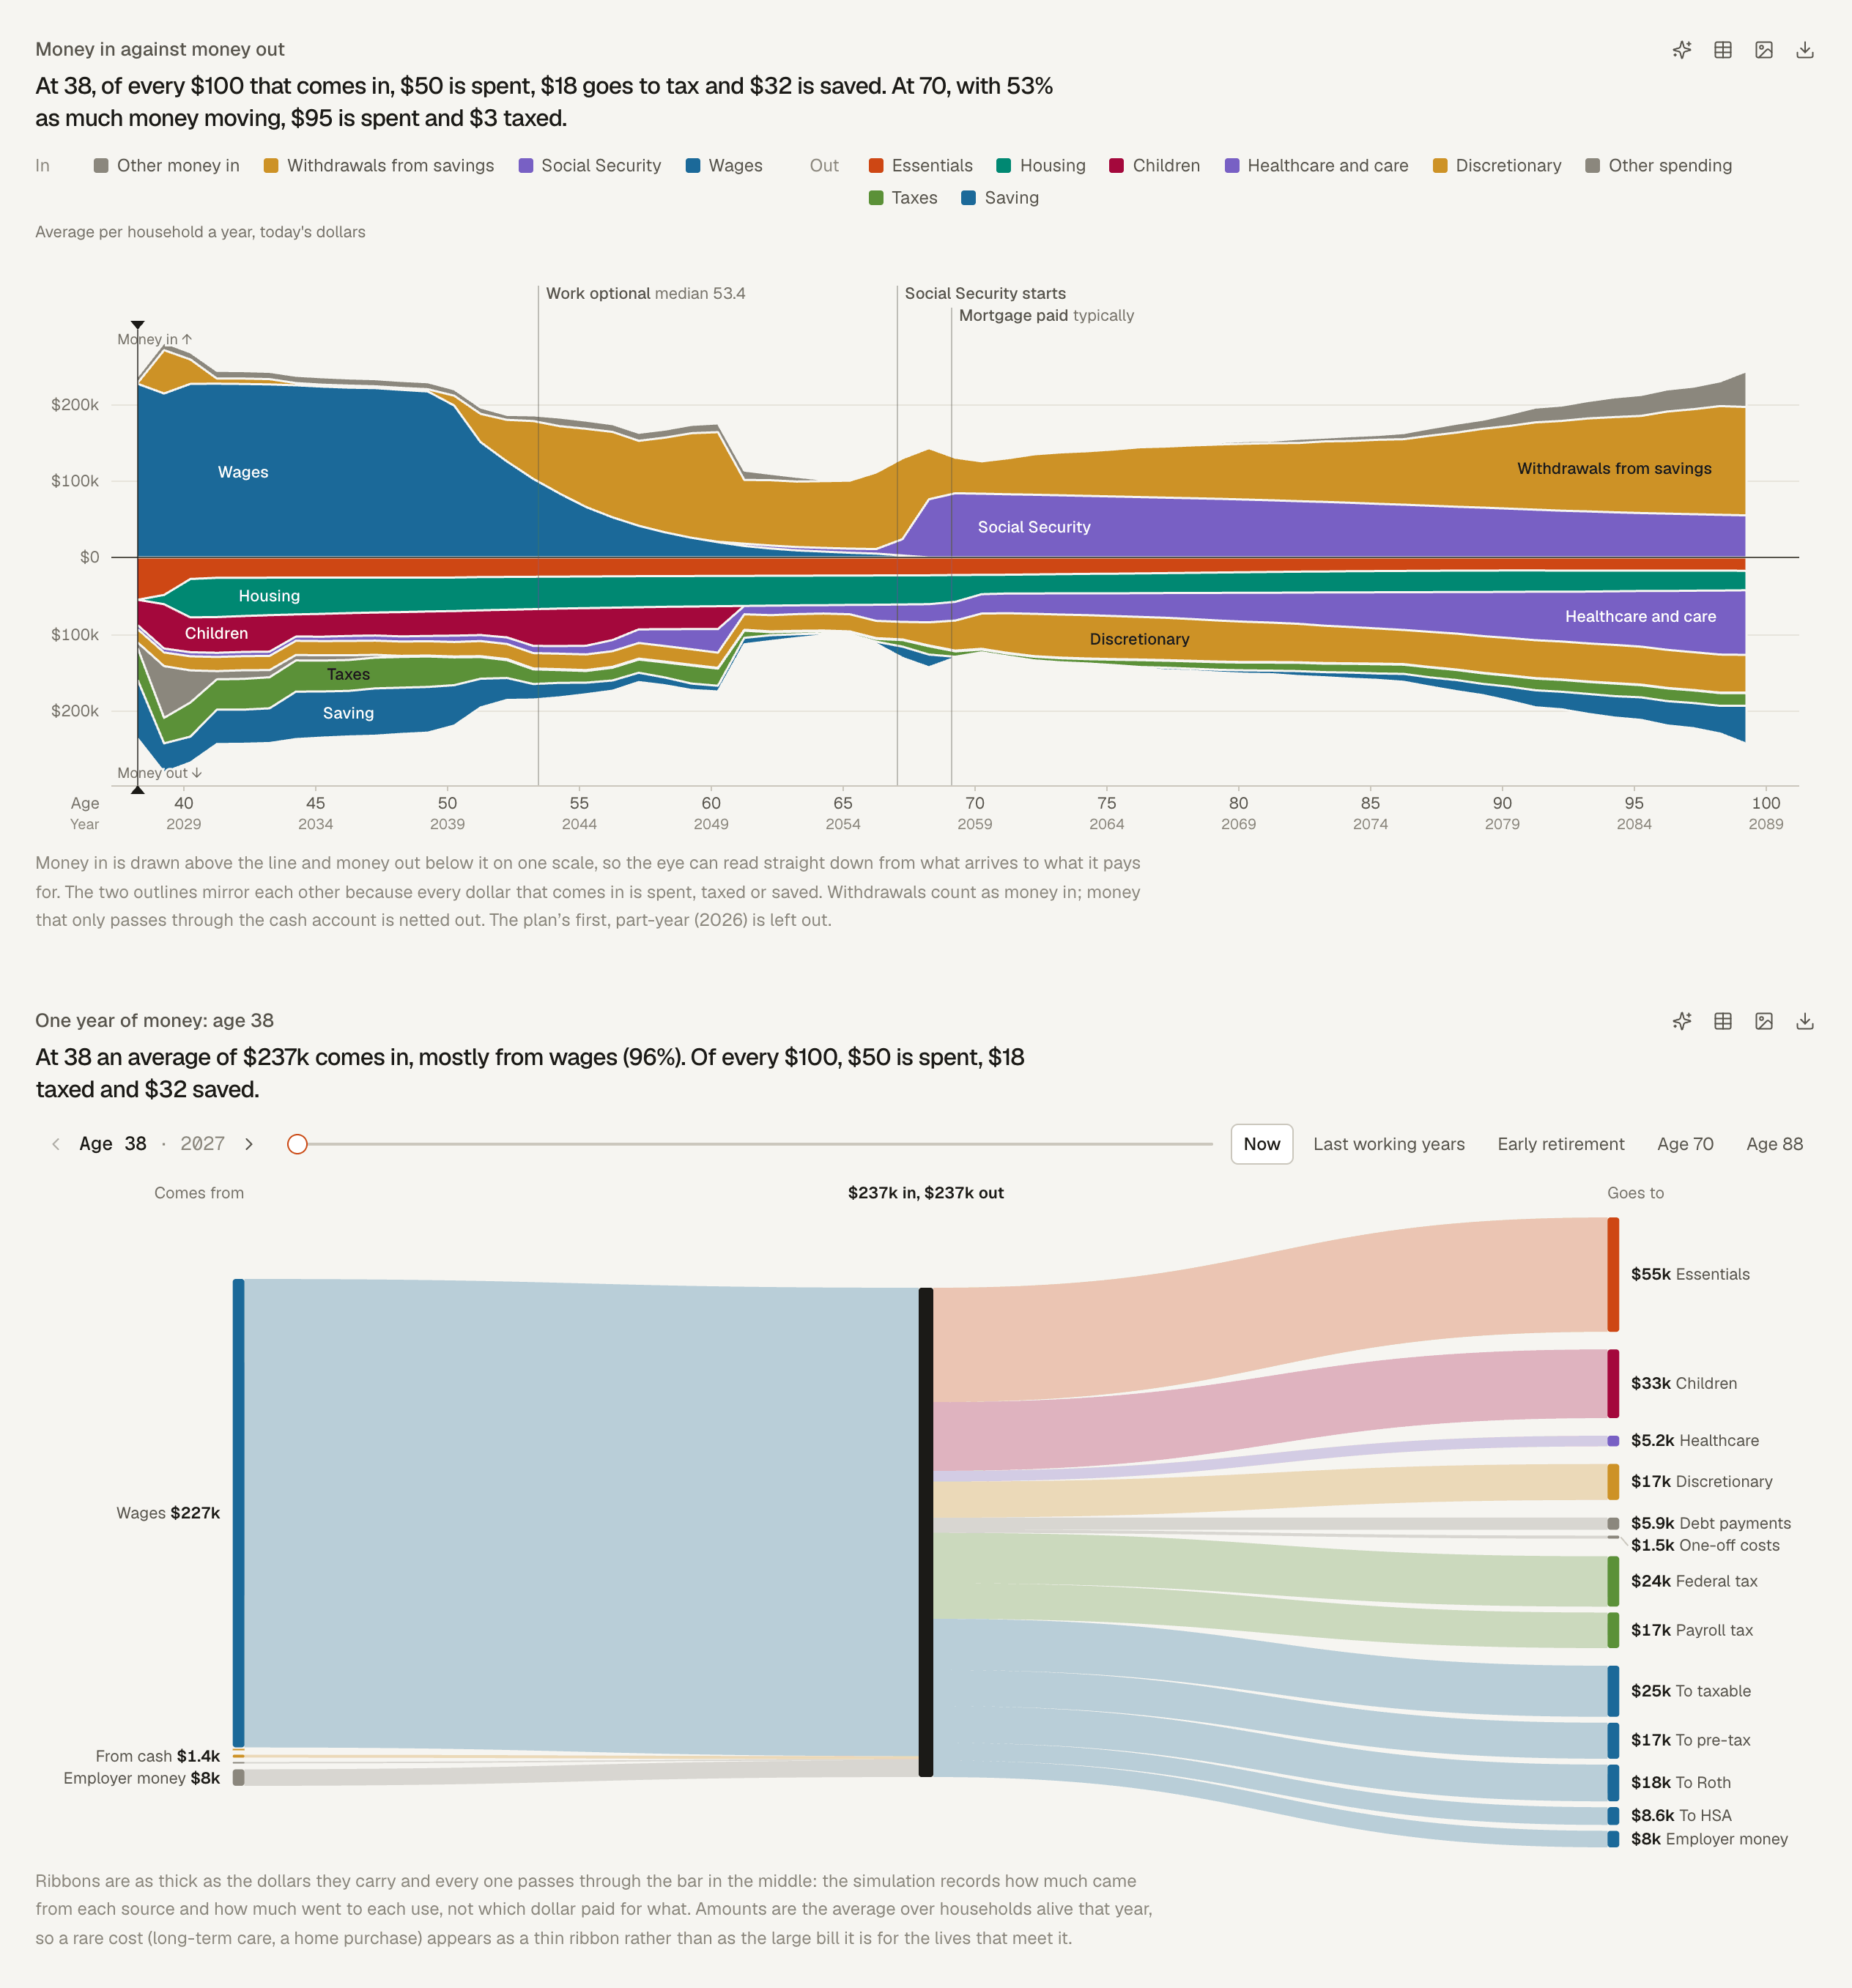 Money in against money out
At 38, of every $100 that comes in, $50 is spent, $18 goes to tax and $32 is saved. At 70, with 53%
as much money moving, $95 is spent and $3 taxed.
In Other money in Withdrawals from savings Social Security Wages Out Essentials Housing Children Healthcare and care Discretionary Other spending
Taxes Saving
Average per household a year, today's dollars
Work optional median 53.4 Social Security starts
Mortgage paid typically
Money in ↑
$200k
Withdrawals from savings
Wages
$100k
Social Security
$0
Housing
Healthcare and care
Children
$100k
Discretionary
Taxes
Saving
$200k
Money out ↓
Age 40 45 50 55 60 65 70 75 80 85 90 95 100
Year 2029 2034 2039 2044 2049 2054 2059 2064 2069 2074 2079 2084 2089
Money in is drawn above the line and money out below it on one scale, so the eye can read straight down from what arrives to what it pays
for. The two outlines mirror each other because every dollar that comes in is spent, taxed or saved. Withdrawals count as money in; money
that only passes through the cash account is netted out. The plan’s first, part-year (2026) is left out.
One year of money: age 38
At 38 an average of $237k comes in, mostly from wages (96%). Of every $100, $50 is spent, $18
taxed and $32 saved.
Age 38 · 2027 Now Last working years Early retirement Age 70 Age 88
Comes from $237k in, $237k out Goes to
$55k Essentials
$33k Children
$5.2k Healthcare
$17k Discretionary
Wages $227k
$5.9k Debt payments
$1.5k One-off costs
$24k Federal tax
$17k Payroll tax
$25k To taxable
$17k To pre-tax
From cash $1.4k
Employer money $8k
$18k To Roth
$8.6k To HSA
$8k Employer money
Ribbons are as thick as the dollars they carry and every one passes through the bar in the middle: the simulation records how much came
from each source and how much went to each use, not which dollar paid for what. Amounts are the average over households alive that year,
so a rare cost (long-term care, a home purchase) appears as a thin ribbon rather than as the large bill it is for the lives that meet it.